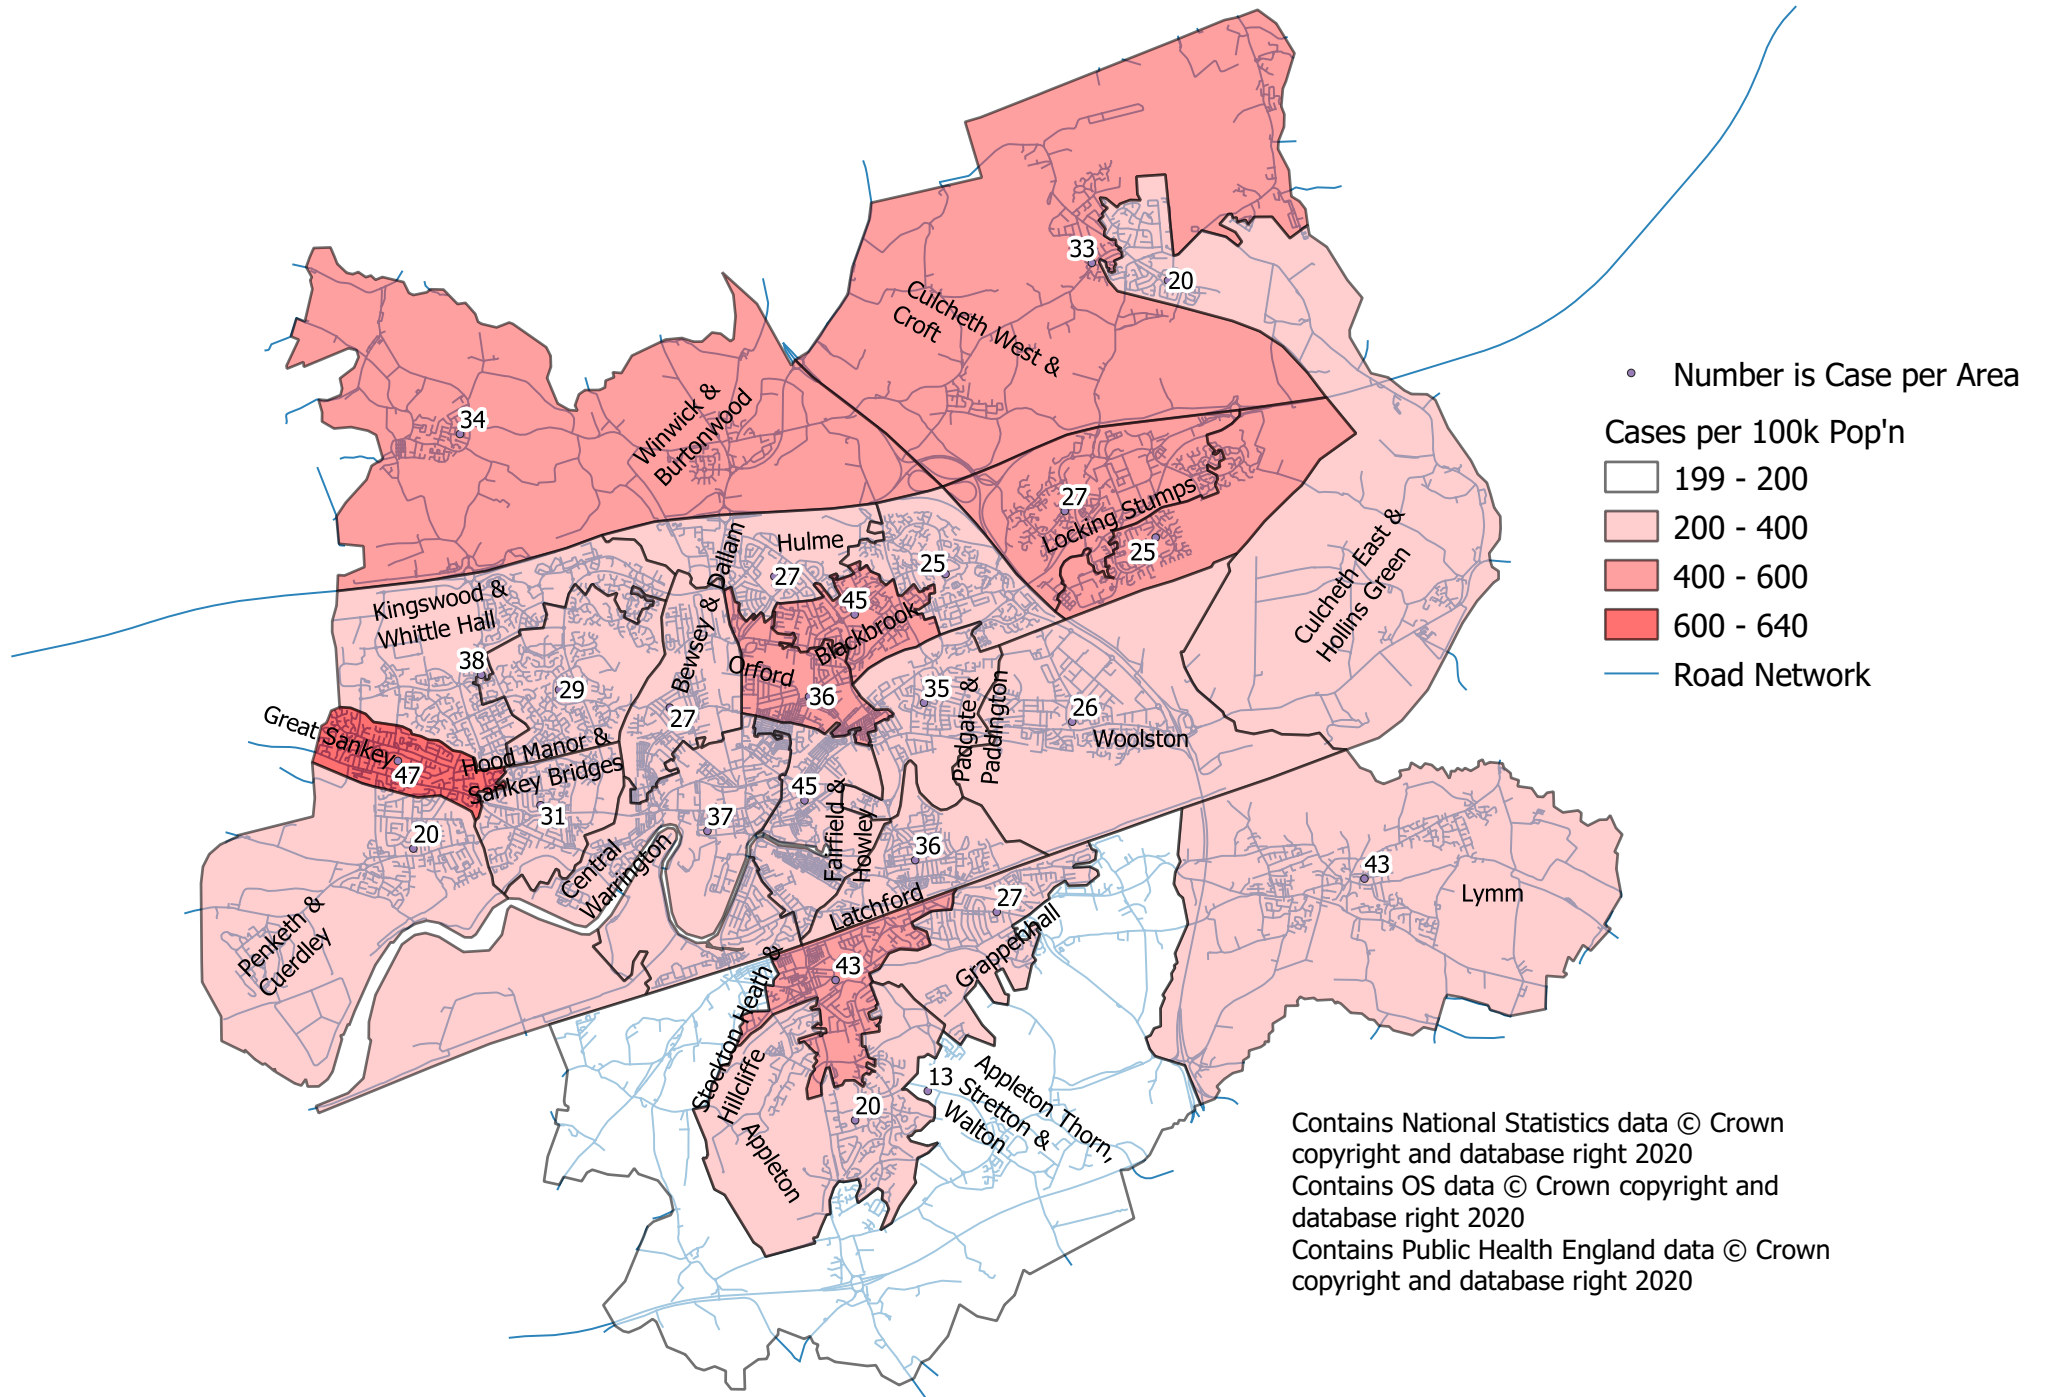 33
20
Culcheth West &
Croft
34
Winwick &
Burtonwood
27
Locking Stumps
25
Culcheth East &
Hollins Green
Hulme
27
25
45
Blackbrook
Bewsey & Dallam
27
Orford
36
Kingswood &
Whittle Hall
38
29
35
Padgate &
Paddington
26
Woolston
Great Sankey
47
Hood Manor &
Sankey Bridges
31
20
Penketh &
Cuerdley
37
Central
Warrington
45
Fairfield &
Howley
36
Latchford
27
Grappenhall
43
Lymm
43
Stockton Heath &
Hillcliffe
20
Appleton
13
Appleton Thorn,
Stretton &
Walton
Number is Case per Area
Cases per 100k Pop'n
199 - 200
200 - 400
400 - 600
600 - 640
Road Network
Contains National Statistics data © Crown
copyright and database right 2020
Contains OS data © Crown copyright and
database right 2020
Contains Public Health England data © Crown
copyright and database right 2020